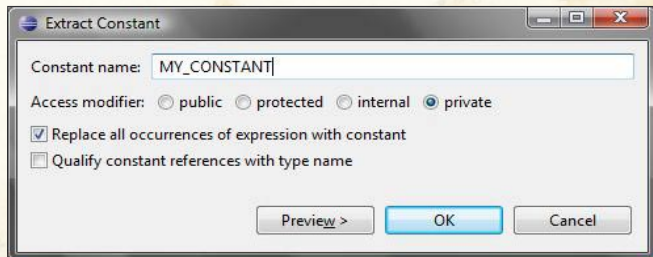 Extract Constant
Constant name: MY_CONSTANT
Access modifier: public protected internal private
Replace all occurrences of expression with constant
Qualify constant references with type name
Preview > OK Cancel